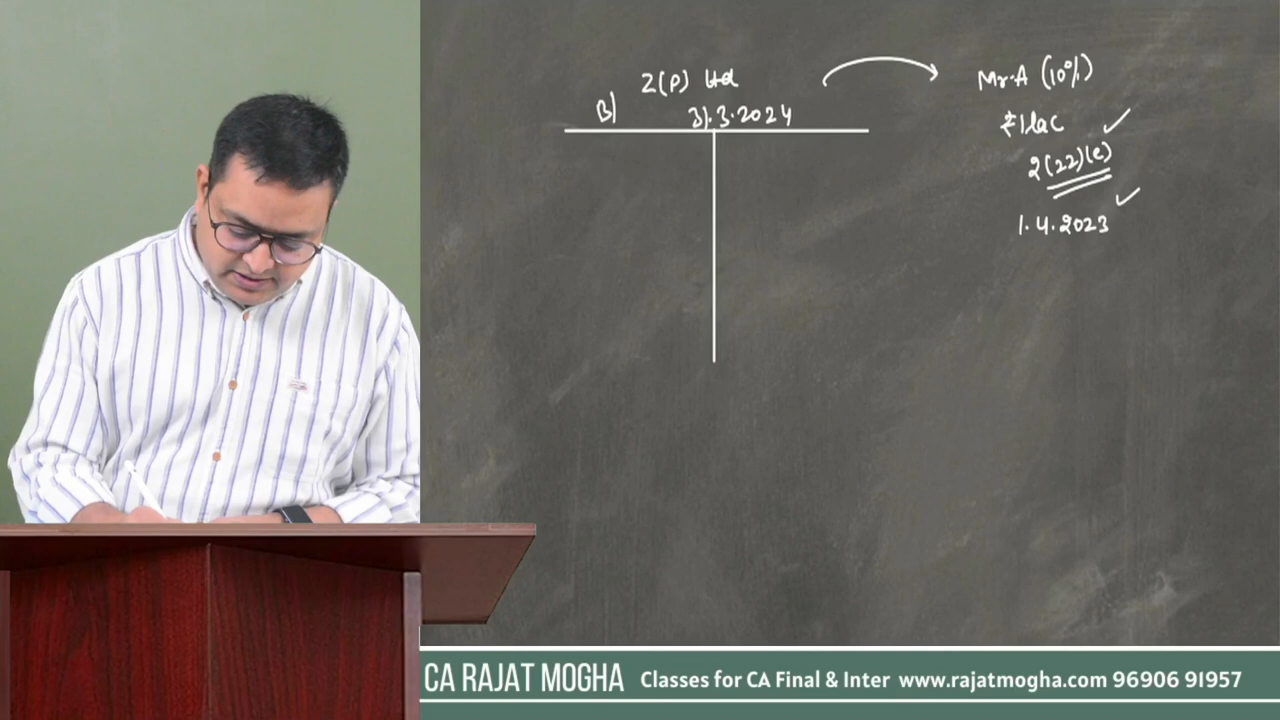 Z(P) Ltd
B)
31.3.2024
Mr. A (10%)
₹1lac
2(22)(e)
1.4.2023
CA RAJAT MOGHA Classes for CA Final & Inter www.rajatmogha.com 96906 91957